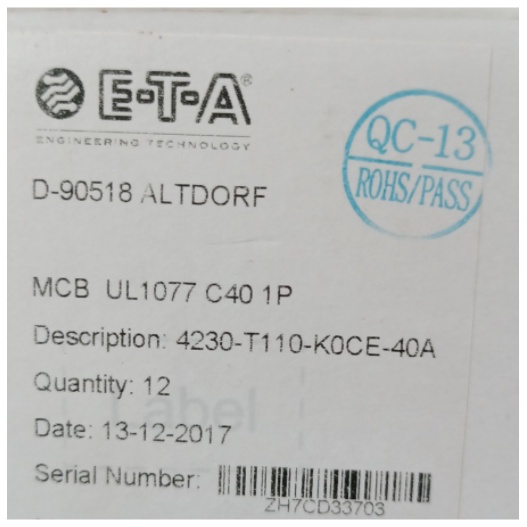 E-T-A®
ENGINEERING TECHNOLOGY
QC-13
ROHS/PASS
D-90518 ALTDORF
MCB UL1077 C40 1P
Description: 4230-T110-K0CE-40A
Quantity: 12
Label
Date: 13-12-2017
Serial Number:
ZH7CD33703